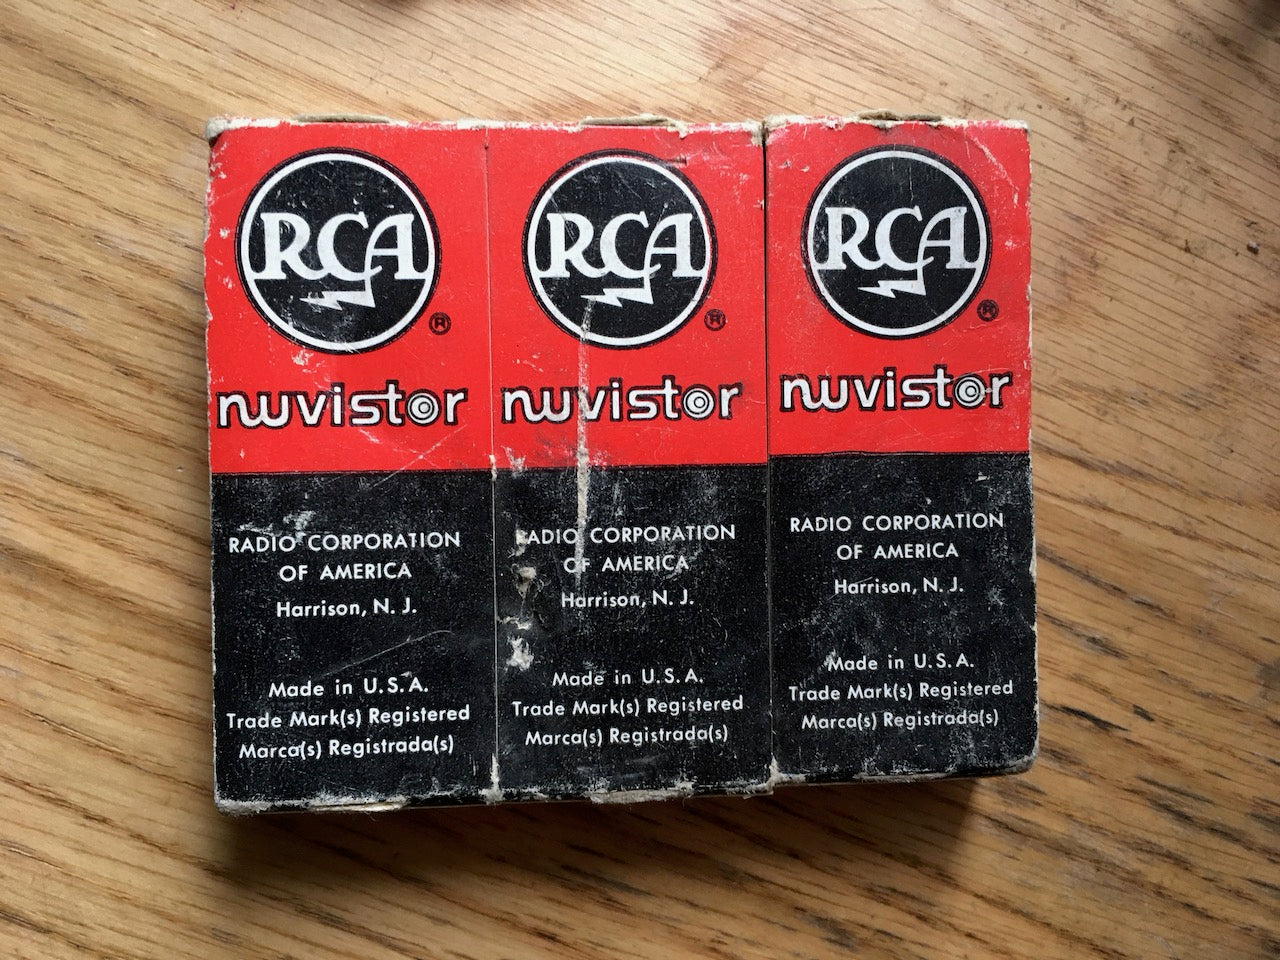 RCA
®
nuvistor
RADIO CORPORATION
OF AMERICA
Harrison, N. J.
Made in U.S.A.
Trade Mark(s) Registered
Marca(s) Registrada(s)
RCA
®
nuvistor
RADIO CORPORATION
OF AMERICA
Harrison, N. J.
Made in U.S.A.
Trade Mark(s) Registered
Marca(s) Registrada(s)
RCA
®
nuvistor
RADIO CORPORATION
OF AMERICA
Harrison, N. J.
Made in U.S.A.
Trade Mark(s) Registered
Marca(s) Registrada(s)